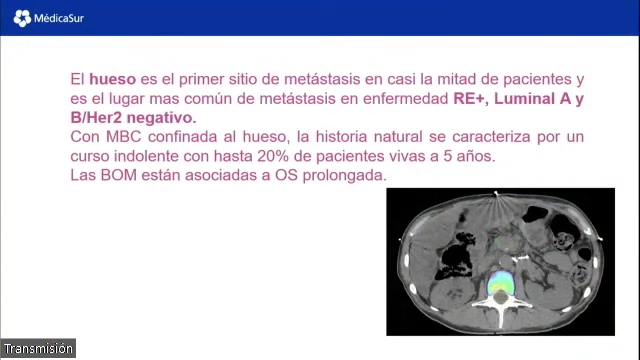 MédicaSur
El hueso es el primer sitio de metástasis en casi la mitad de pacientes y
es el lugar mas común de metástasis en enfermedad RE+, Luminal A y
B/Her2 negativo.
Con MBC confinada al hueso, la historia natural se caracteriza por un
curso indolente con hasta 20% de pacientes vivas a 5 años.
Las BOM están asociadas a OS prolongada.
Transmisión